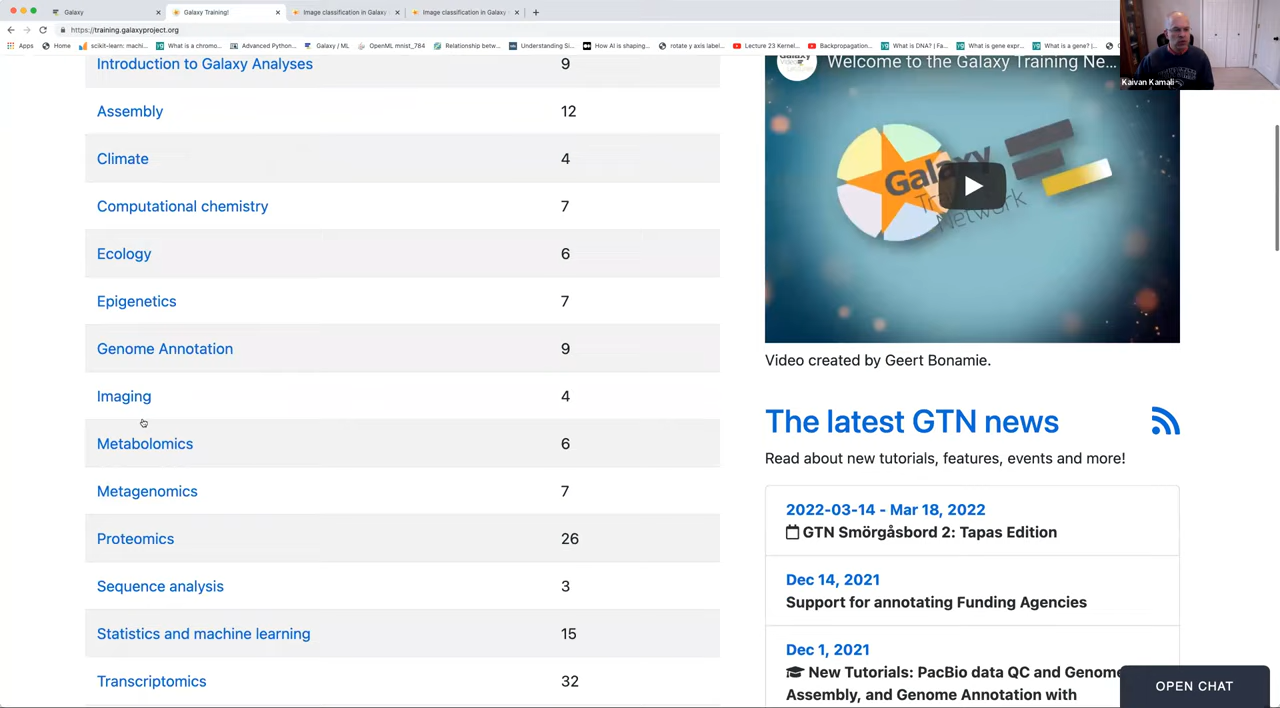 Galaxy
Galaxy Training!
Image classification in Galaxy
Image classification in Galaxy
https://training.galaxyproject.org
Apps
Home
scikit-learn: machi...
What is a chromo...
Advanced Python...
Galaxy / ML
OpenML mnist_784
Relationship betw...
Understanding Si...
How AI is shaping...
rotate y axis label...
Lecture 23 Kernel...
Backpropagation...
What is DNA? | Fa...
What is gene expr...
What is a gene? |...
Kaivan Kamali
Introduction to Galaxy Analyses 9
Assembly 12
Climate 4
Computational chemistry 7
Ecology 6
Epigenetics 7
Genome Annotation 9
Imaging 4
Metabolomics 6
Metagenomics 7
Proteomics 26
Sequence analysis 3
Statistics and machine learning 15
Transcriptomics 32
Welcome to the Galaxy Training Ne...
Galaxy
Training
Network
Video created by Geert Bonamie.
The latest GTN news
Read about new tutorials, features, events and more!
2022-03-14 - Mar 18, 2022
GTN Smörgåsbord 2: Tapas Edition
Dec 14, 2021
Support for annotating Funding Agencies
Dec 1, 2021
New Tutorials: PacBio data QC and Genome
Assembly, and Genome Annotation with
OPEN CHAT